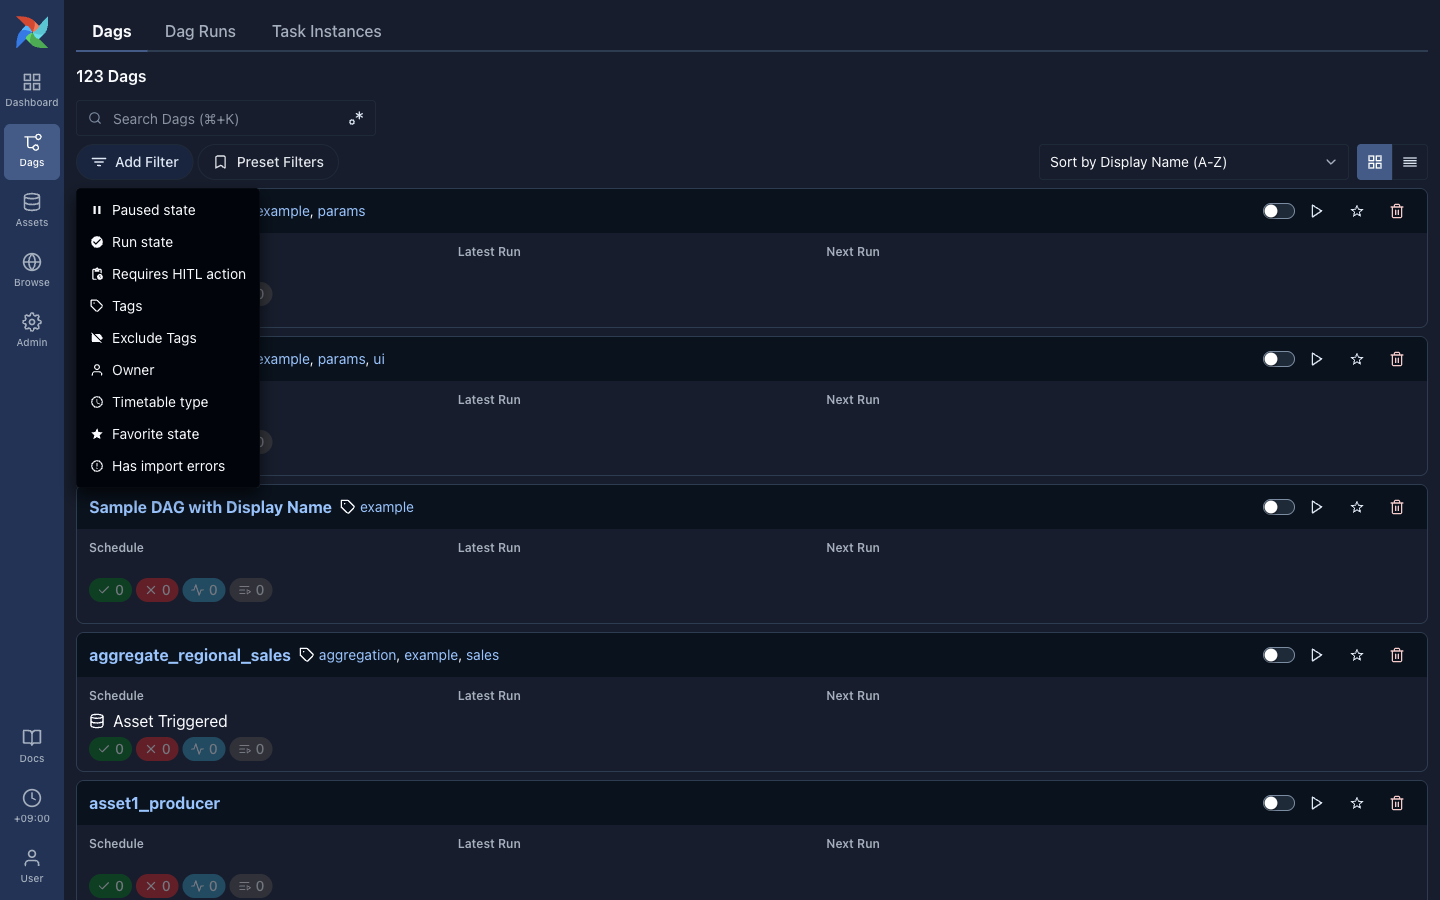 Dags Dag Runs Task Instances
123 Dags
Search Dags (⌘+K)
Add Filter Preset Filters Sort by Display Name (A-Z)
Dashboard
Dags
Assets
Browse
Admin
Docs
+09:00
User
Paused state
Run state
Requires HITL action
Tags
Exclude Tags
Owner
Timetable type
Favorite state
Has import errors
example, params
Latest Run Next Run
0
example, params, ui
Latest Run Next Run
0
Sample DAG with Display Name example
Schedule Latest Run Next Run
0 0 0 0
aggregate_regional_sales aggregation, example, sales
Schedule Latest Run Next Run
Asset Triggered
0 0 0 0
asset1_producer
Schedule Latest Run Next Run
0 0 0 0